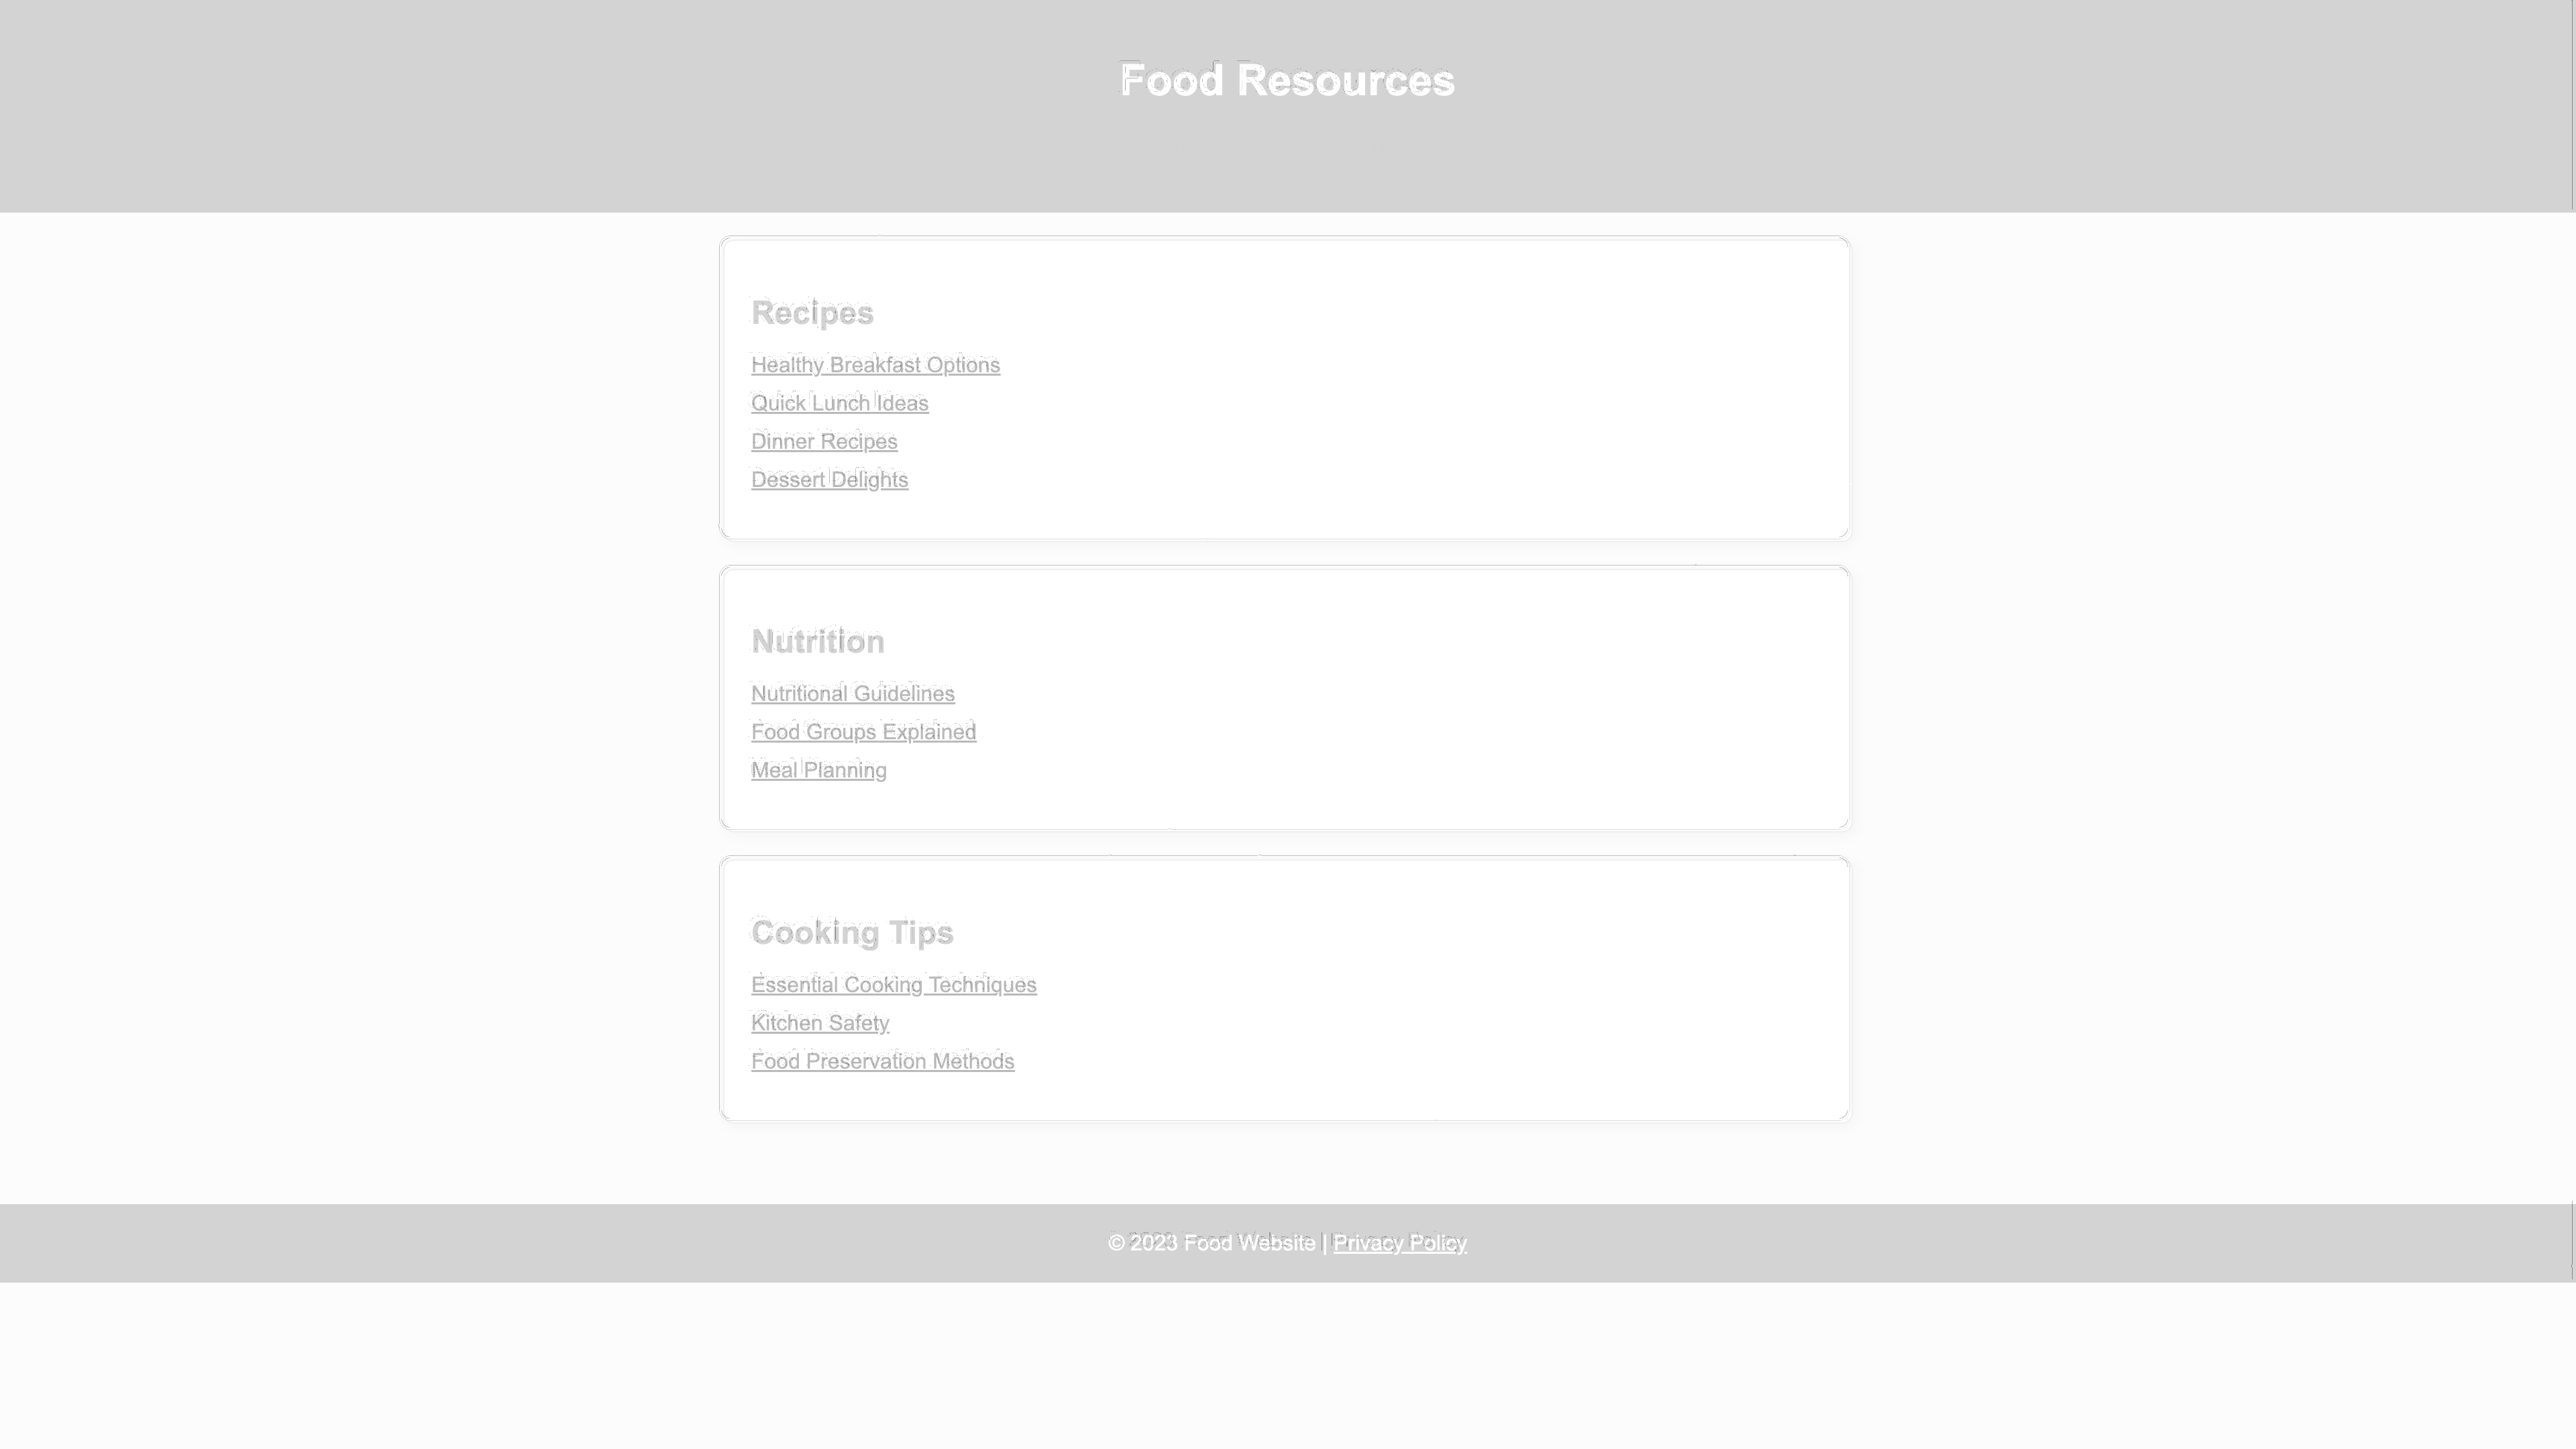 Food Resources
Recipes
Healthy Breakfast Options
Quick Lunch Ideas
Dinner Recipes
Dessert Delights
Nutrition
Nutritional Guidelines
Food Groups Explained
Meal Planning
Cooking Tips
Essential Cooking Techniques
Kitchen Safety
Food Preservation Methods
© 2023 Food Website | Privacy Policy